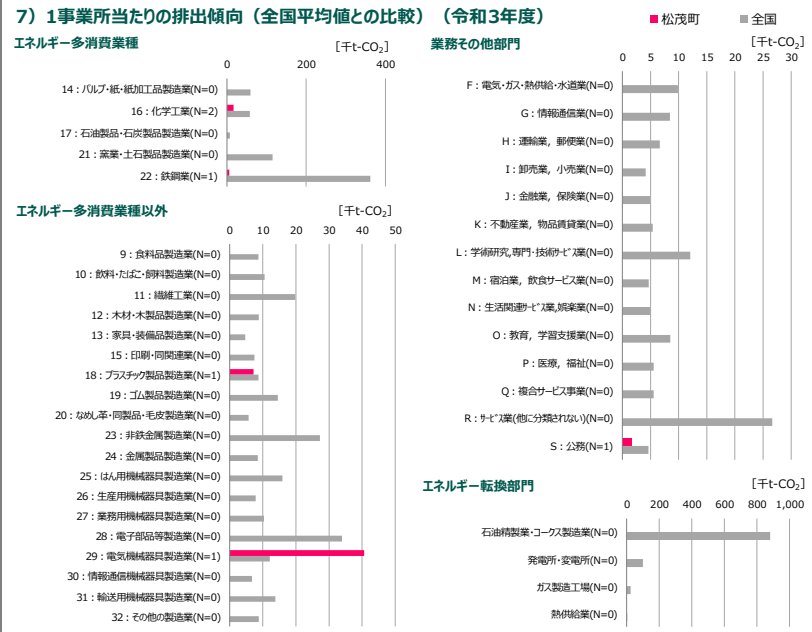 7）1事業所当たりの排出傾向（全国平均値との比較）（令和3年度）
松茂町 全国
エネルギー多消費業種
[千t-CO₂]
0 200 400
14：パルプ・紙・紙加工品製造業(N=0)
16：化学工業(N=2)
17：石油製品・石炭製品製造業(N=0)
21：窯業・土石製品製造業(N=0)
22：鉄鋼業(N=1)
エネルギー多消費業種以外
[千t-CO₂]
0 10 20 30 40 50
9：食料品製造業(N=0)
10：飲料・たばこ・飼料製造業(N=0)
11：繊維工業(N=0)
12：木材・木製品製造業(N=0)
13：家具・装備品製造業(N=0)
15：印刷・同関連業(N=0)
18：プラスチック製品製造業(N=1)
19：ゴム製品製造業(N=0)
20：なめし革・同製品・毛皮製造業(N=0)
23：非鉄金属製造業(N=0)
24：金属製品製造業(N=0)
25：はん用機械器具製造業(N=0)
26：生産用機械器具製造業(N=0)
27：業務用機械器具製造業(N=0)
28：電子部品等製造業(N=0)
29：電気機械器具製造業(N=1)
30：情報通信機械器具製造業(N=0)
31：輸送用機械器具製造業(N=0)
32：その他の製造業(N=0)
業務その他部門
[千t-CO₂]
0 5 10 15 20 25 30
F：電気・ガス・熱供給・水道業(N=0)
G：情報通信業(N=0)
H：運輸業，郵便業(N=0)
I：卸売業，小売業(N=0)
J：金融業，保険業(N=0)
K：不動産業，物品賃貸業(N=0)
L：学術研究,専門・技術ｻｰﾋﾞｽ業(N=0)
M：宿泊業，飲食サービス業(N=0)
N：生活関連ｻｰﾋﾞｽ業,娯楽業(N=0)
O：教育，学習支援業(N=0)
P：医療，福祉(N=0)
Q：複合サービス事業(N=0)
R：ｻｰﾋﾞｽ業(他に分類されない)(N=0)
S：公務(N=1)
エネルギー転換部門
[千t-CO₂]
0 200 400 600 800 1,000
石油精製業・コークス製造業(N=0)
発電所・変電所(N=0)
ガス製造工場(N=0)
熱供給業(N=0)